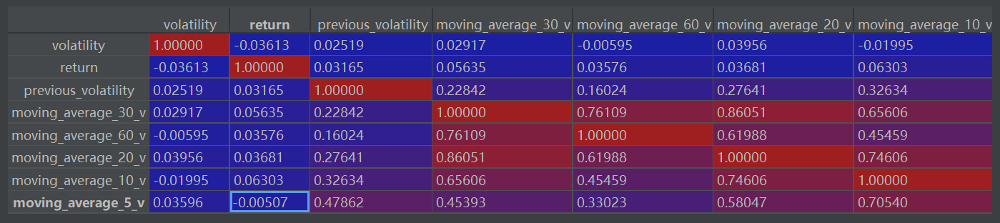 volatility return previous_volatility moving_average_30_v moving_average_60_v moving_average_20_v moving_average_10_v
volatility 1.00000 -0.03613 0.02519 0.02917 -0.00595 0.03956 -0.01995
return -0.03613 1.00000 0.03165 0.05635 0.03576 0.03681 0.06303
previous_volatility 0.02519 0.03165 1.00000 0.22842 0.16024 0.27641 0.32634
moving_average_30_v 0.02917 0.05635 0.22842 1.00000 0.76109 0.86051 0.65606
moving_average_60_v -0.00595 0.03576 0.16024 0.76109 1.00000 0.61988 0.45459
moving_average_20_v 0.03956 0.03681 0.27641 0.86051 0.61988 1.00000 0.74606
moving_average_10_v -0.01995 0.06303 0.32634 0.65606 0.45459 0.74606 1.00000
moving_average_5_v 0.03596 -0.00507 0.47862 0.45393 0.33023 0.58047 0.70540